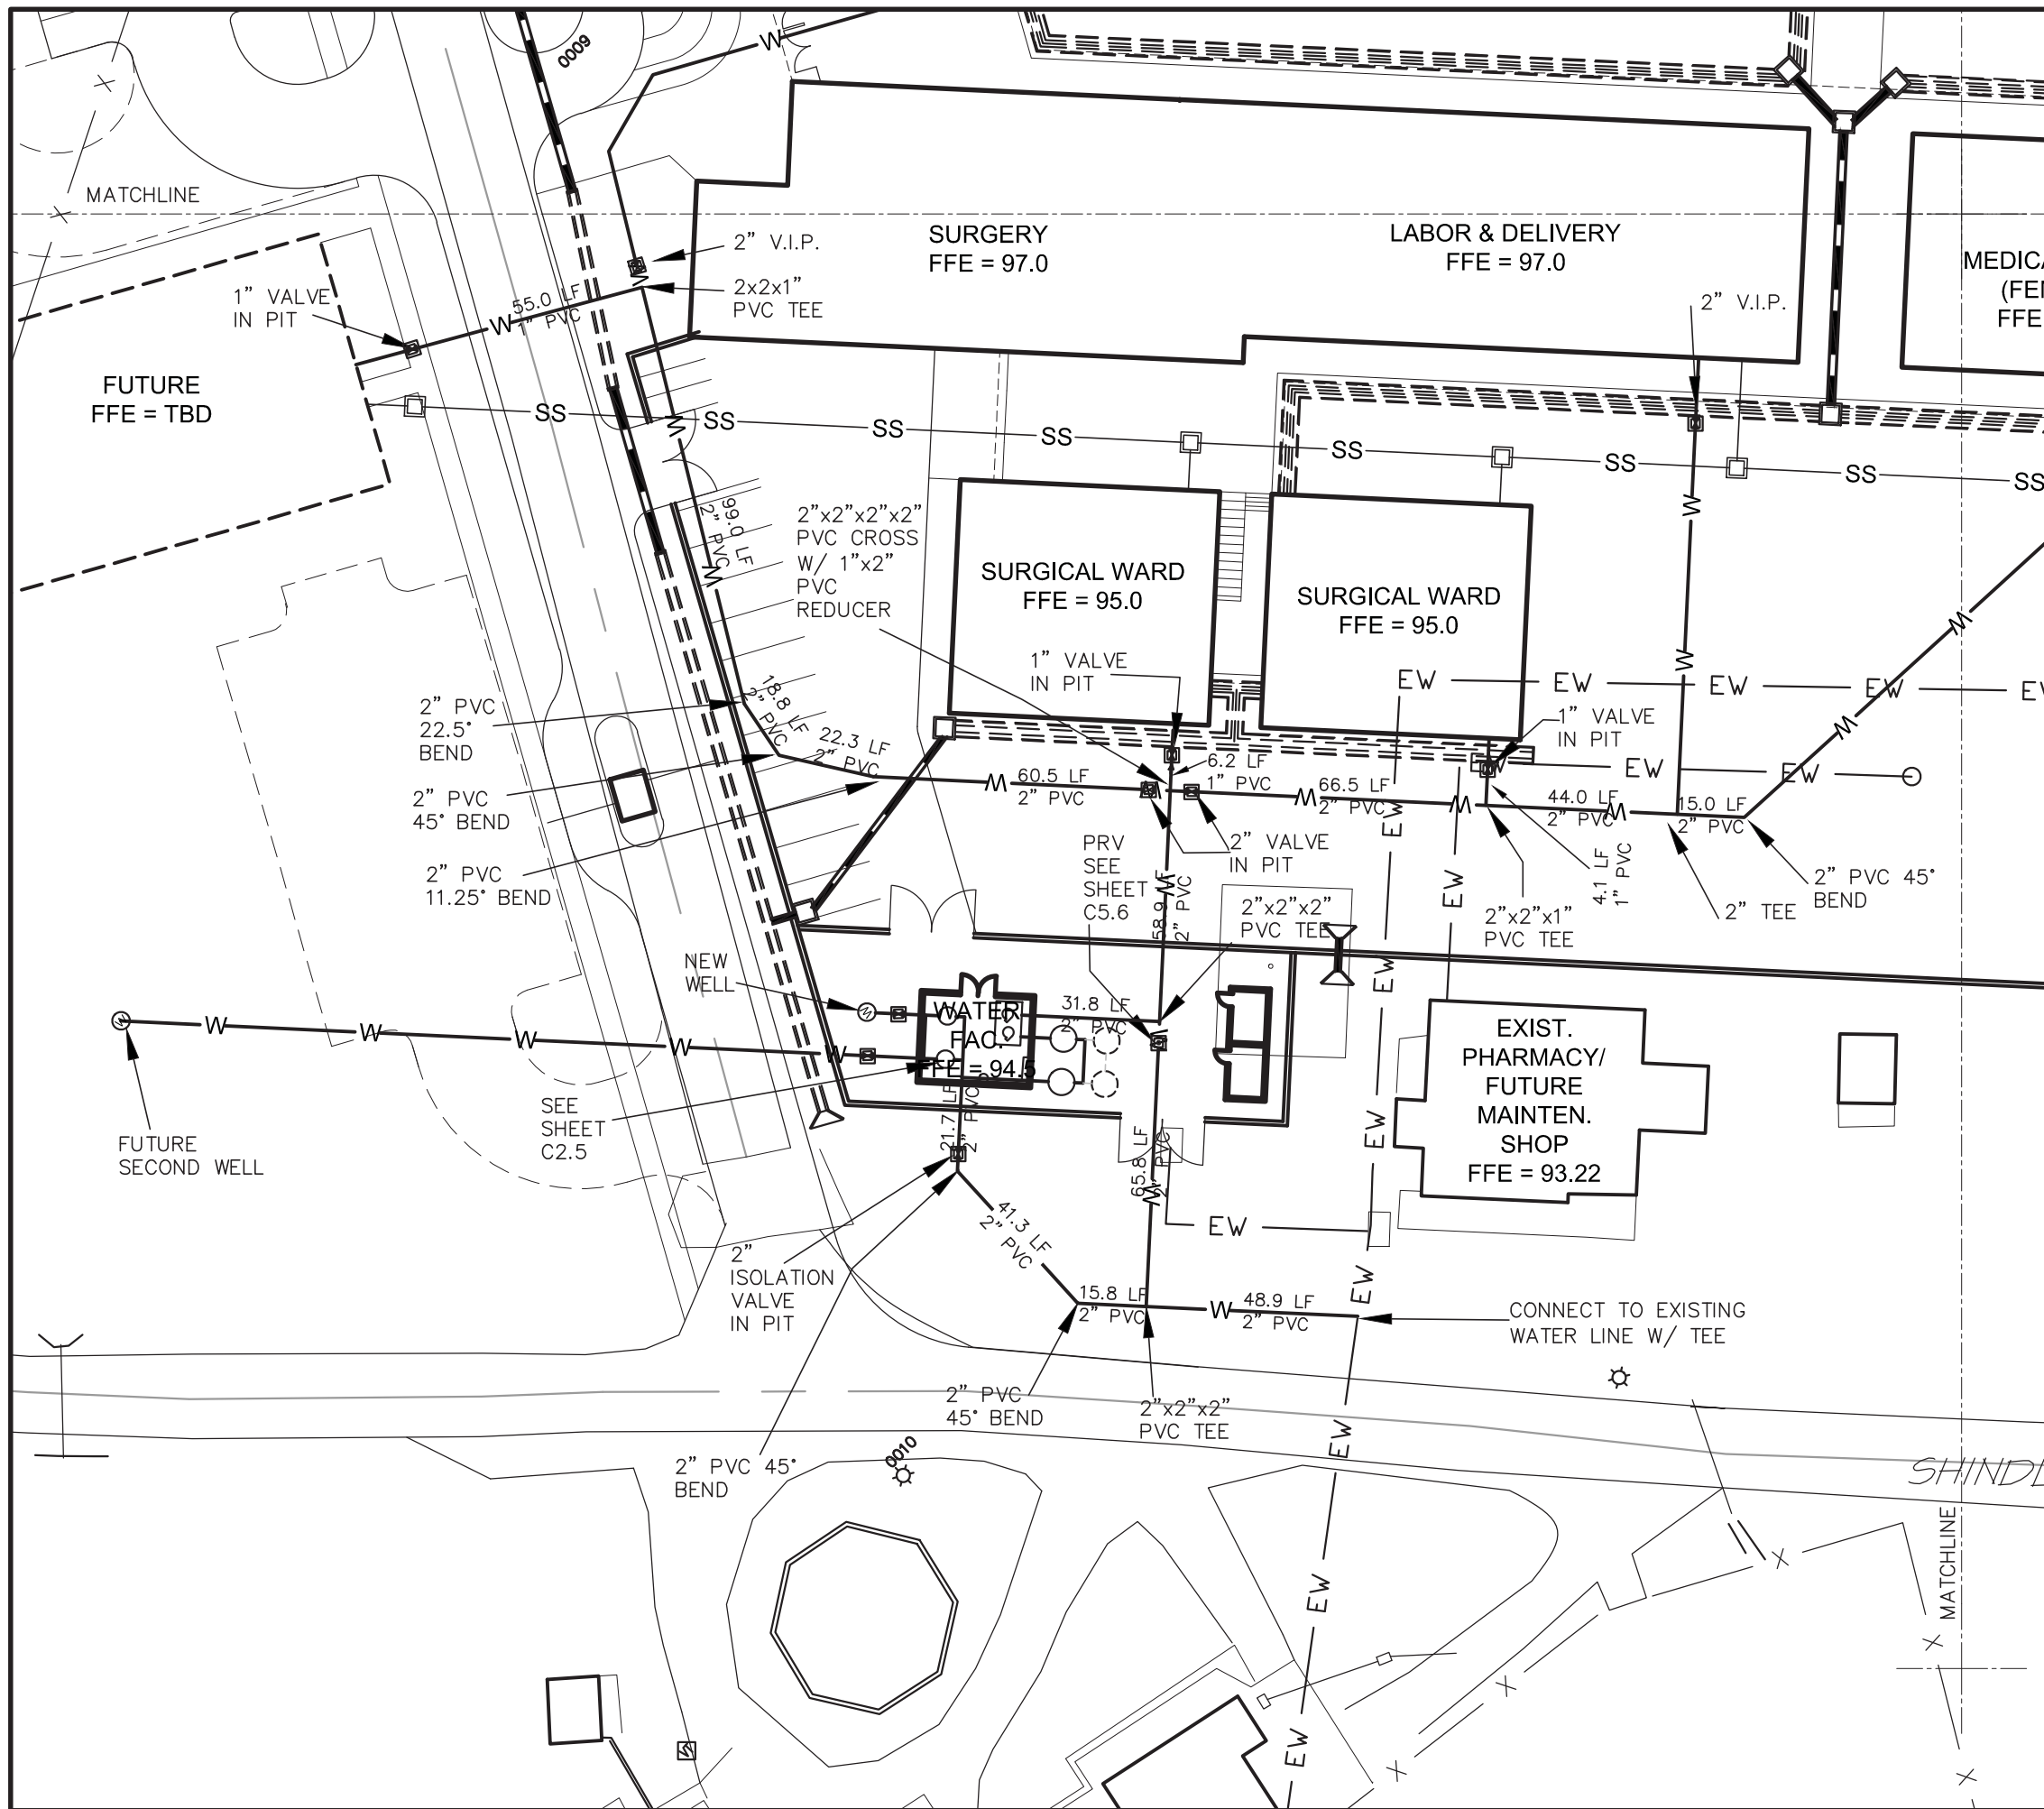 0009
W
MATCHLINE
2" V.I.P.
SURGERY
FFE = 97.0
LABOR & DELIVERY
FFE = 97.0
1" VALVE
IN PIT
55.0 LF
1" PVC
W
W
2x2x1"
PVC TEE
2" V.I.P.
FUTURE
FFE = TBD
SS
SS
SS
SS
SS
SS
SS
SS
W
W
W
W
99.0 LF
2" PVC
2"x2"x2"x2"
PVC CROSS
W/ 1"x2"
PVC
REDUCER
SURGICAL WARD
FFE = 95.0
SURGICAL WARD
FFE = 95.0
1" VALVE
IN PIT
EW
EW
EW
EW
W
W
2" PVC
22.5°
BEND
18.8 LF
2" PVC
22.3 LF
2" PVC
1" VALVE
IN PIT
2" PVC
45° BEND
60.5 LF
2" PVC
W
W
6.2 LF
1" PVC
66.5 LF
2" PVC
W
W
EW
EW
EW
44.0 LF
2" PVC
W
15.0 LF
2" PVC
EW
2" PVC
11.25° BEND
PRV
SEE
SHEET
C5.6
2" VALVE
IN PIT
58.9 LF
2" PVC
W
EW
4.1 LF
1" PVC
2" PVC 45°
BEND
2" TEE
2"x2"x2"
PVC TEE
2"x2"x1"
PVC TEE
NEW
WELL
EW
W
W
W
W
W
W
WATER
FAC.
FFE = 94.5
31.8 LF
2" PVC
W
EXIST.
PHARMACY/
FUTURE
MAINTEN.
SHOP
FFE = 93.22
SEE
SHEET
C2.5
FUTURE
SECOND WELL
21.7 LF
2" PVC
65.8 LF
2" PVC
W
EW
41.3 LF
2" PVC
EW
2"
ISOLATION
VALVE
IN PIT
EW
15.8 LF
2" PVC
W
48.9 LF
2" PVC
CONNECT TO EXISTING
WATER LINE W/ TEE
2" PVC
45° BEND
2"x2"x2"
PVC TEE
2" PVC 45°
BEND
0010
EW
EW
EW
MATCHLINE
W